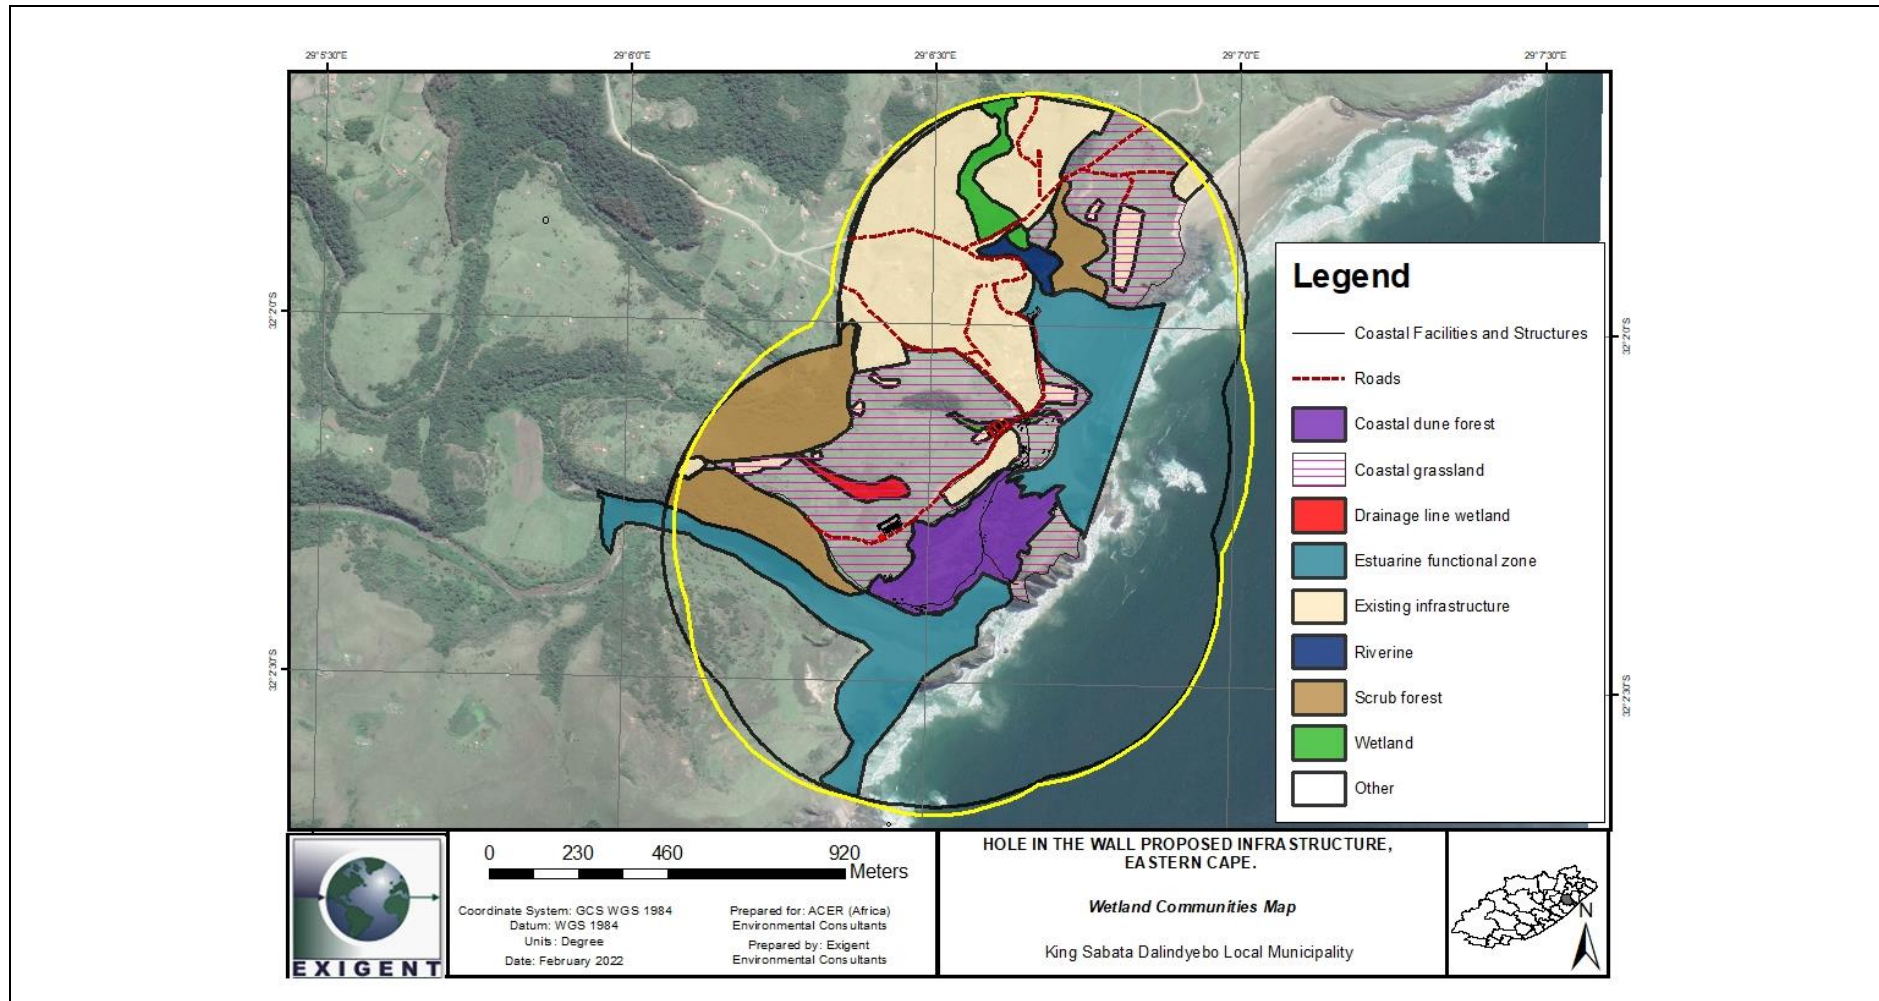 29°5'30"E 29°6'0"E 29°6'30"E 29°7'0"E 29°7'30"E
32°2'0"S 32°2'0"S
32°2'30"S 32°2'30"S
Legend
Coastal Facilities and Structures
Roads
Coastal dune forest
Coastal grassland
Drainage line wetland
Estuarine functional zone
Existing infrastructure
Riverine
Scrub forest
Wetland
Other
EXIGENT
0 230 460 920
Meters
Coordinate System: GCS WGS 1984
Datum: WGS 1984
Units: Degree
Date: February 2022
Prepared for: ACER (Africa)
Environmental Consultants
Prepared by: Exigent
Environmental Consultants
HOLE IN THE WALL PROPOSED INFRASTRUCTURE,
EASTERN CAPE.
Wetland Communities Map
King Sabata Dalindyebo Local Municipality
N